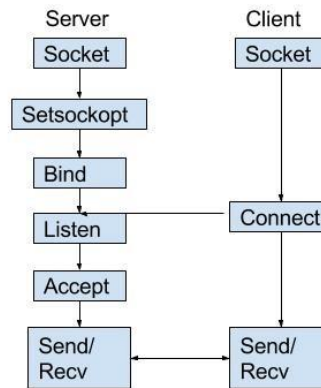 Server
Client
Socket
Socket
Setsockopt
Bind
Listen
Connect
Accept
Send/
Recv
Send/
Recv